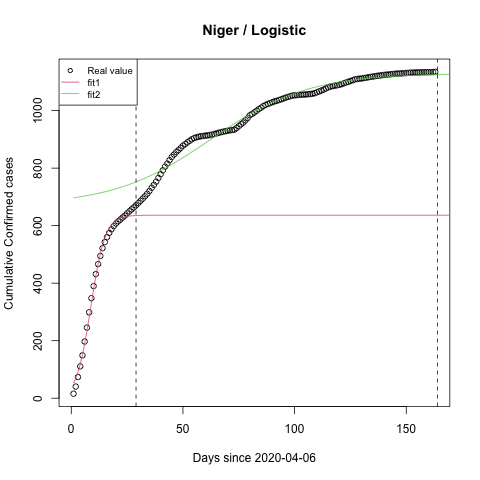 Niger / Logistic
Real value
fit1
fit2
Cumulative Confirmed cases
0
200
400
600
800
1000
0
50
100
150
Days since 2020-04-06